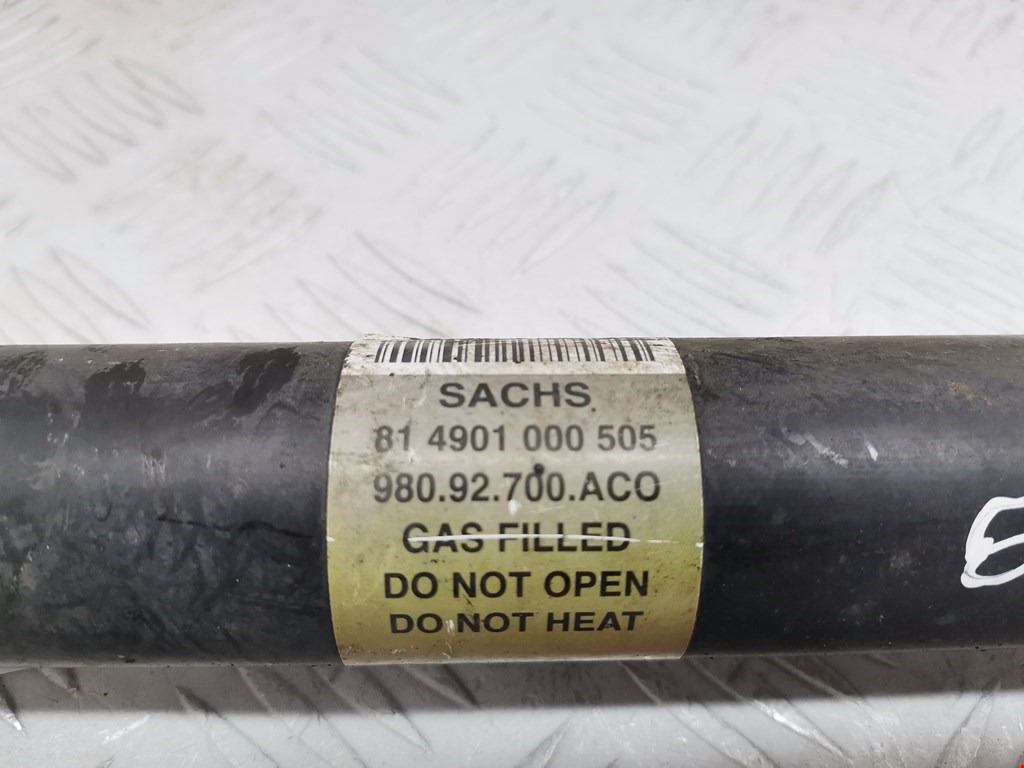 SACHS
81 4901 000 505
980.92.700.ACO
GAS FILLED
DO NOT OPEN
DO NOT HEAT